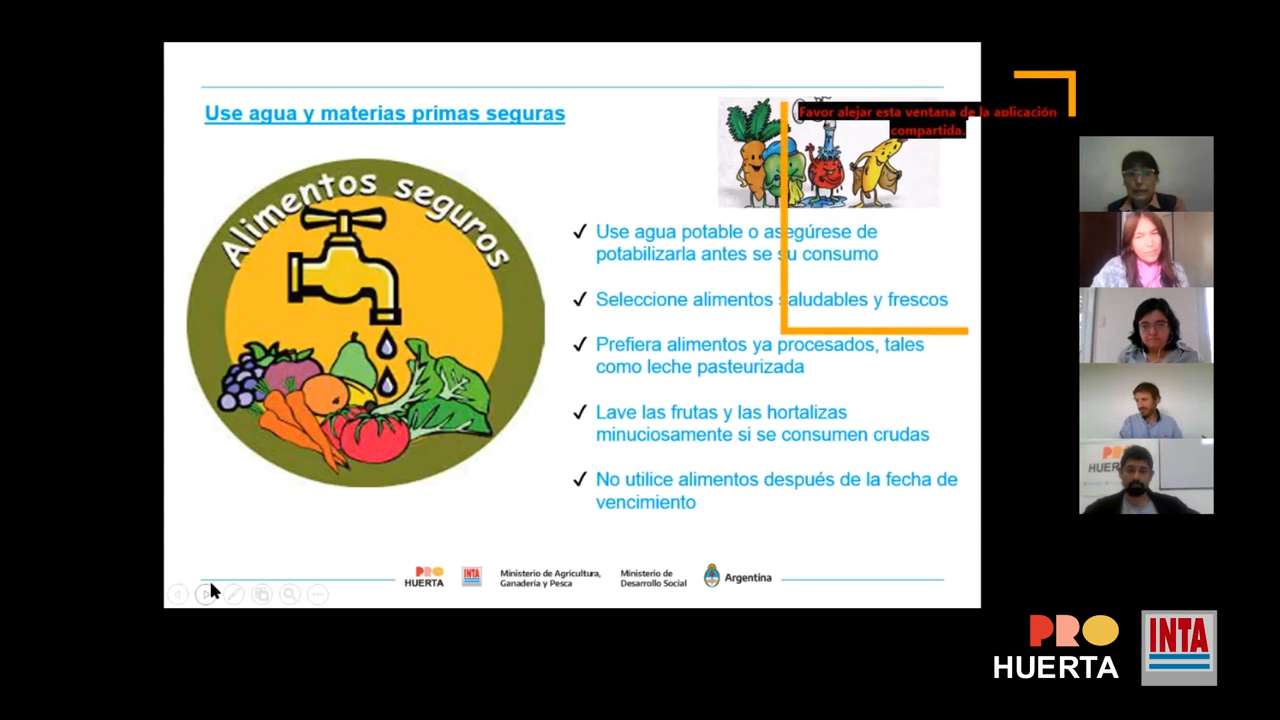 Use agua y materias primas seguras
Favor alejar esta ventana de la aplicación
compartida.
Alimentos seguros
✓ Use agua potable o asegúrese de
potabilizarla antes se su consumo
✓ Seleccione alimentos saludables y frescos
✓ Prefiera alimentos ya procesados, tales
como leche pasteurizada
✓ Lave las frutas y las hortalizas
minuciosamente si se consumen crudas
✓ No utilice alimentos después de la fecha de
vencimiento
PRO
HUERTA
INTA
Ministerio de Agricultura,
Ganadería y Pesca
Ministerio de
Desarrollo Social
Argentina
PRO
HUERTA
PRO
HUERTA
INTA